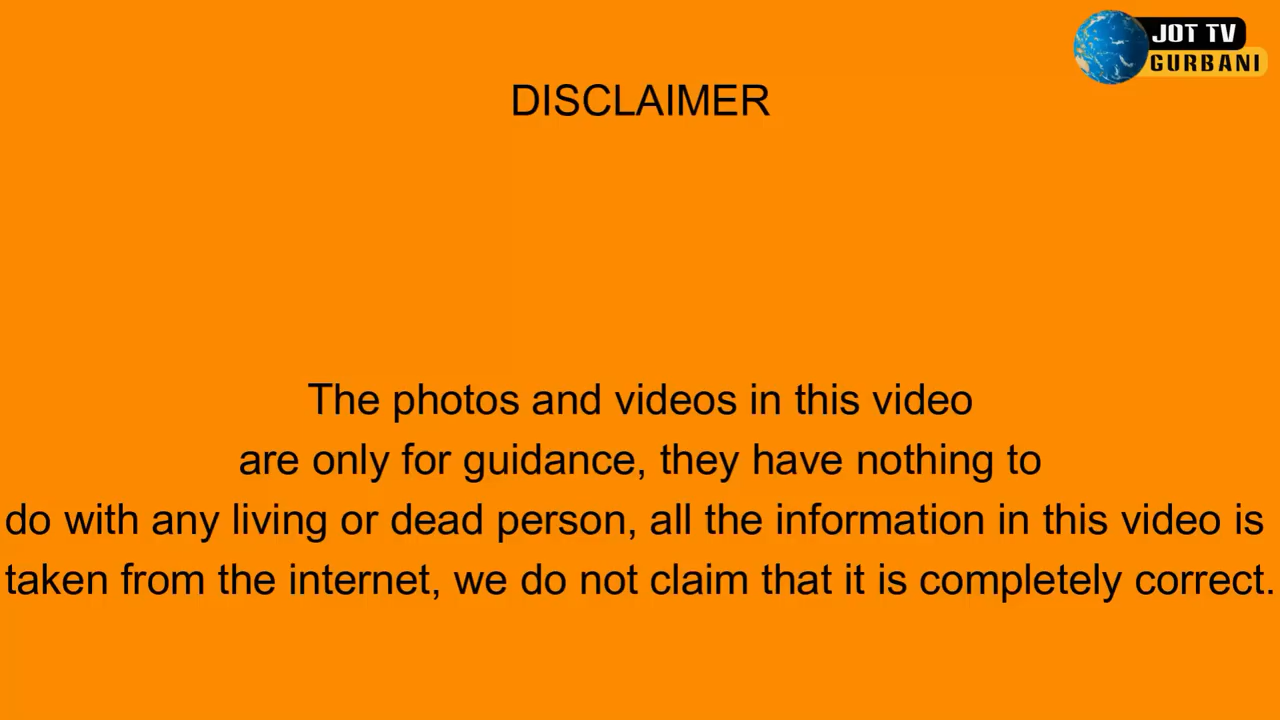 JOT TV
GURBANI
DISCLAIMER
The photos and videos in this video
are only for guidance, they have nothing to
do with any living or dead person, all the information in this video is
taken from the internet, we do not claim that it is completely correct.